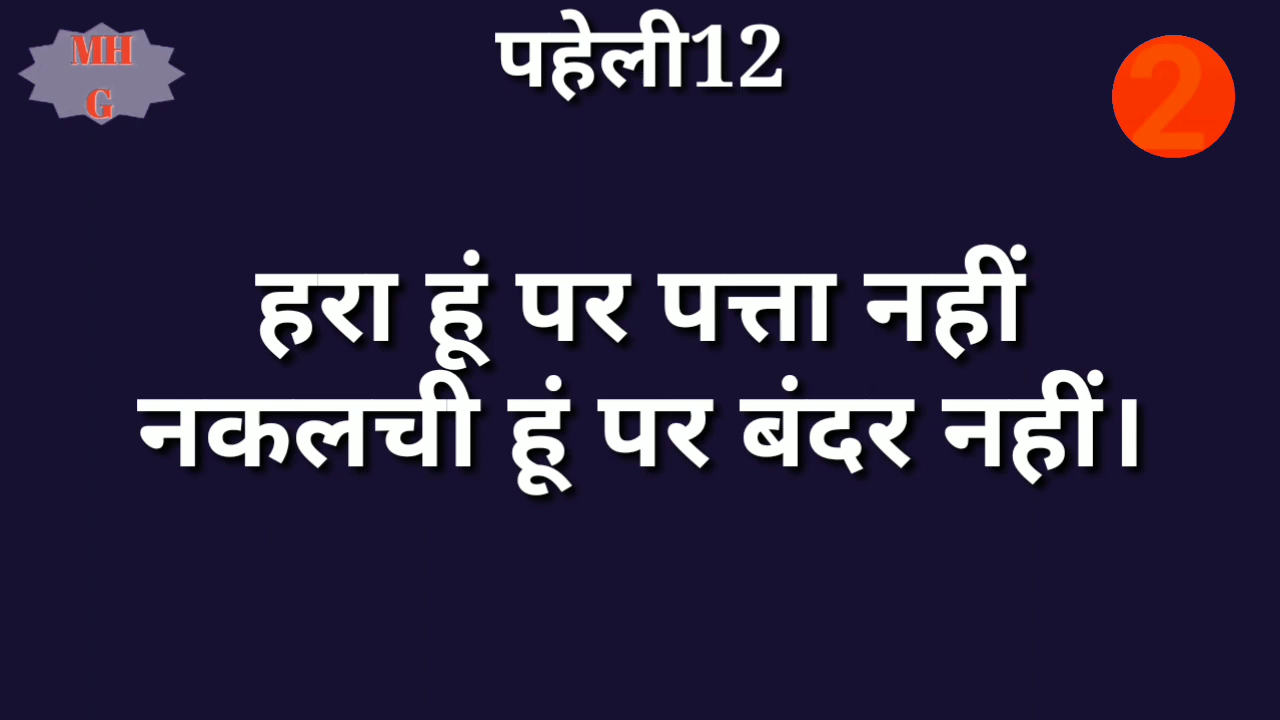 MH
G
पहेली12
2
हरा हूं पर पत्ता नहीं
नकलची हूं पर बंदर नहीं।